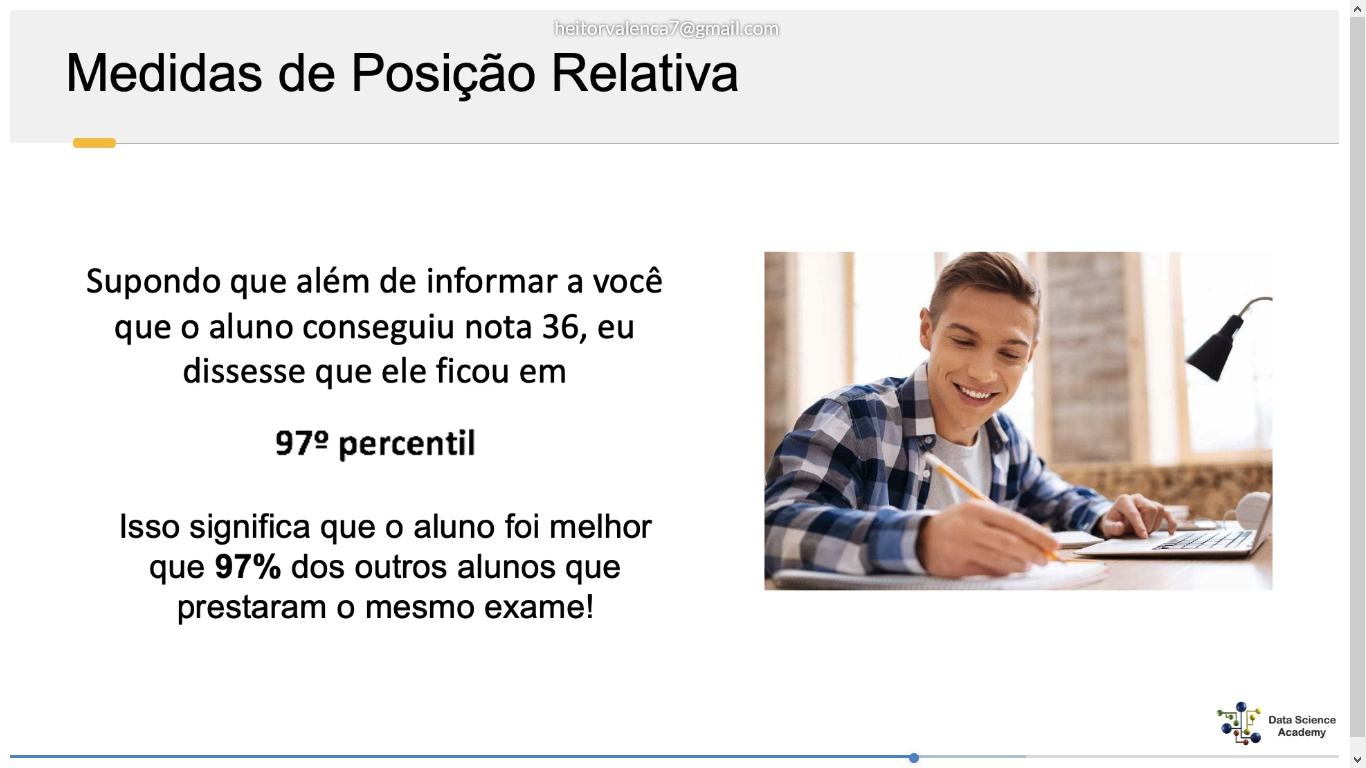 heitorvalenca7@gmail.com
Medidas de Posição Relativa
Supondo que além de informar a você
que o aluno conseguiu nota 36, eu
dissesse que ele ficou em
97º percentil
Isso significa que o aluno foi melhor
que 97% dos outros alunos que
prestaram o mesmo exame!
Data Science
Academy